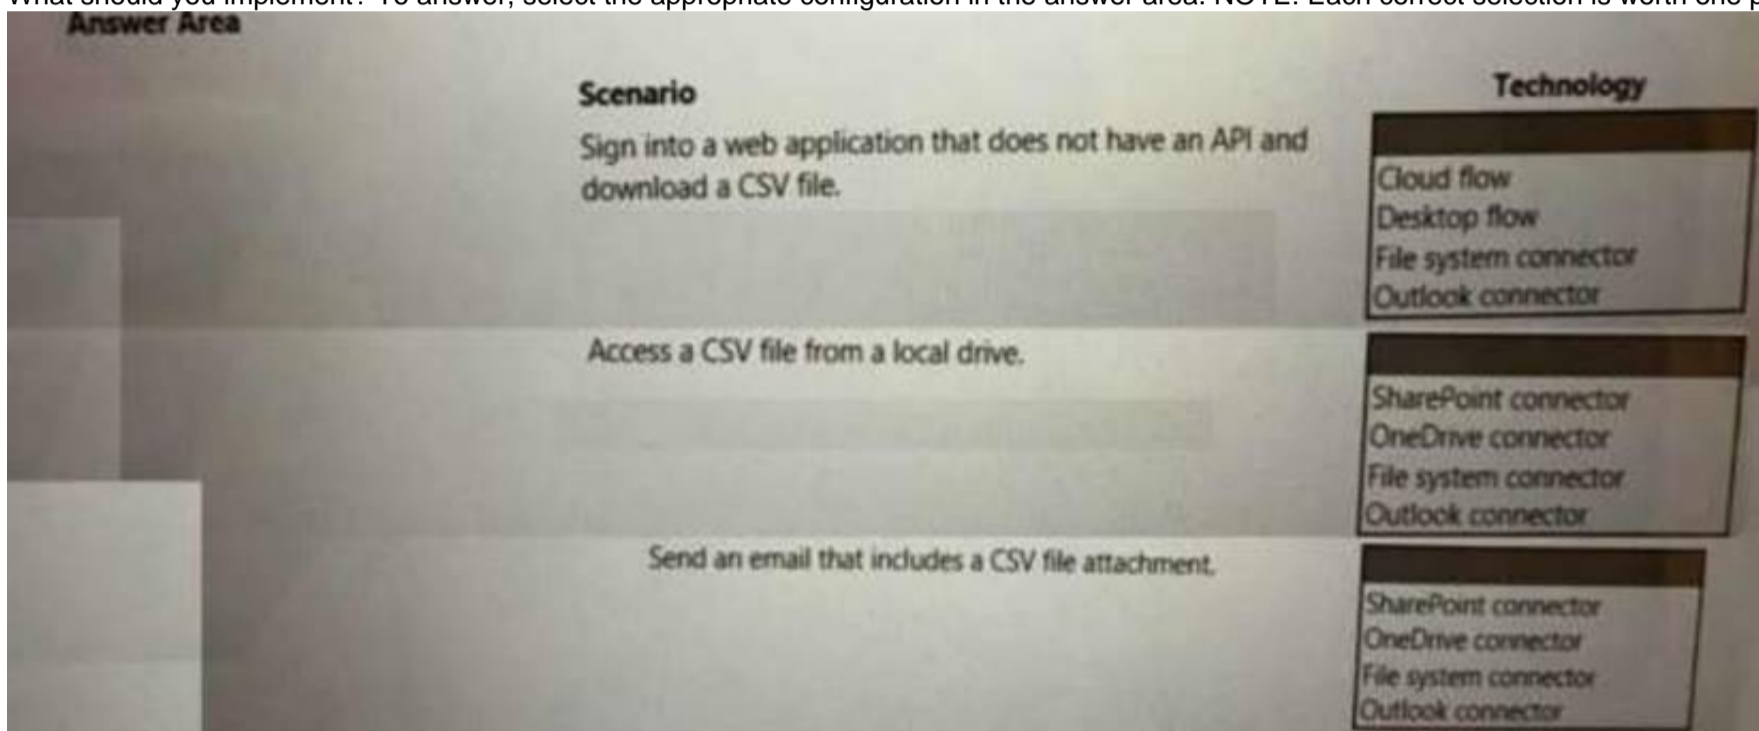 What should you implement? To answer, select the appropriate configuration in the answer area. NOTE: Each correct selection is worth one p
Answer Area
Scenario
Technology
Sign into a web application that does not have an API and
download a CSV file.
Cloud flow
Desktop flow
File system connector
Outlook connector
Access a CSV file from a local drive.
SharePoint connector
OneDrive connector
File system connector
Outlook connector
Send an email that includes a CSV file attachment.
SharePoint connector
OneDrive connector
File system connector
Outlook connector